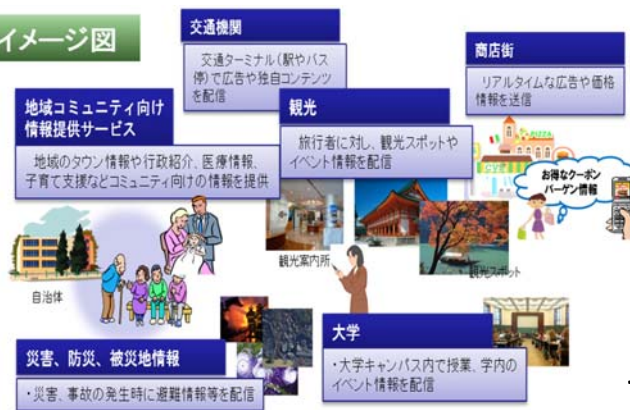 イメージ図
交通機関
交通ターミナル(駅やバス
停)で広告や独自コンテンツ
を配信
商店街
リアルタイムな広告や価格
情報を送信
地域コミュニティ向け
情報提供サービス
地域のタウン情報や行政紹介、医療情報、
子育て支援などコミュニティ向けの情報を提供
観光
旅行者に対し、観光スポットや
イベント情報を配信
PIZZA
お得なクーポン
バーゲン情報
観光案内所
観光スポット
自治体
災害、防災、被災地情報
・災害、事故の発生時に避難情報等を配信
大学
・大学キャンパス内で授業、学内の
イベント情報を配信